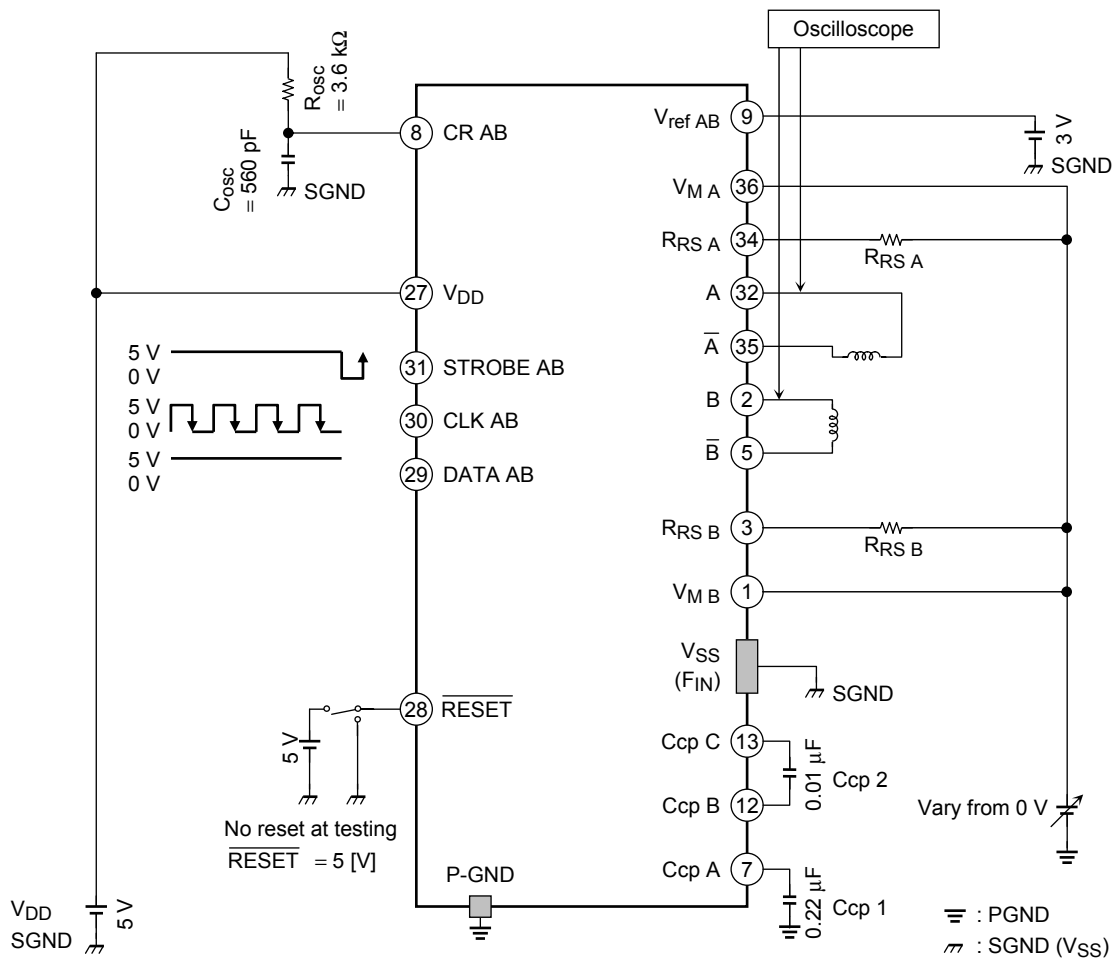 Oscilloscope
Rosc
= 3.6 kΩ
Cosc
= 560 pF
SGND
8 CR AB
Vref AB 9
3 V
SGND
VM A 36
RRS A 34
RRS A
27 VDD
A 32
A̅ 35
5 V
0 V
31 STROBE AB
5 V
0 V
30 CLK AB
B 2
B̅ 5
5 V
0 V
29 DATA AB
RRS B 3
RRS B
VM B 1
VSS
(FIN)
SGND
28 R̅E̅S̅E̅T̅
5 V
No reset at testing
R̅E̅S̅E̅T̅ = 5 [V]
Ccp C 13
0.01 μF
Ccp 2
Ccp B 12
Vary from 0 V
Ccp A 7
0.22 μF
Ccp 1
P-GND
VDD
SGND
5 V
: PGND
: SGND (VSS)